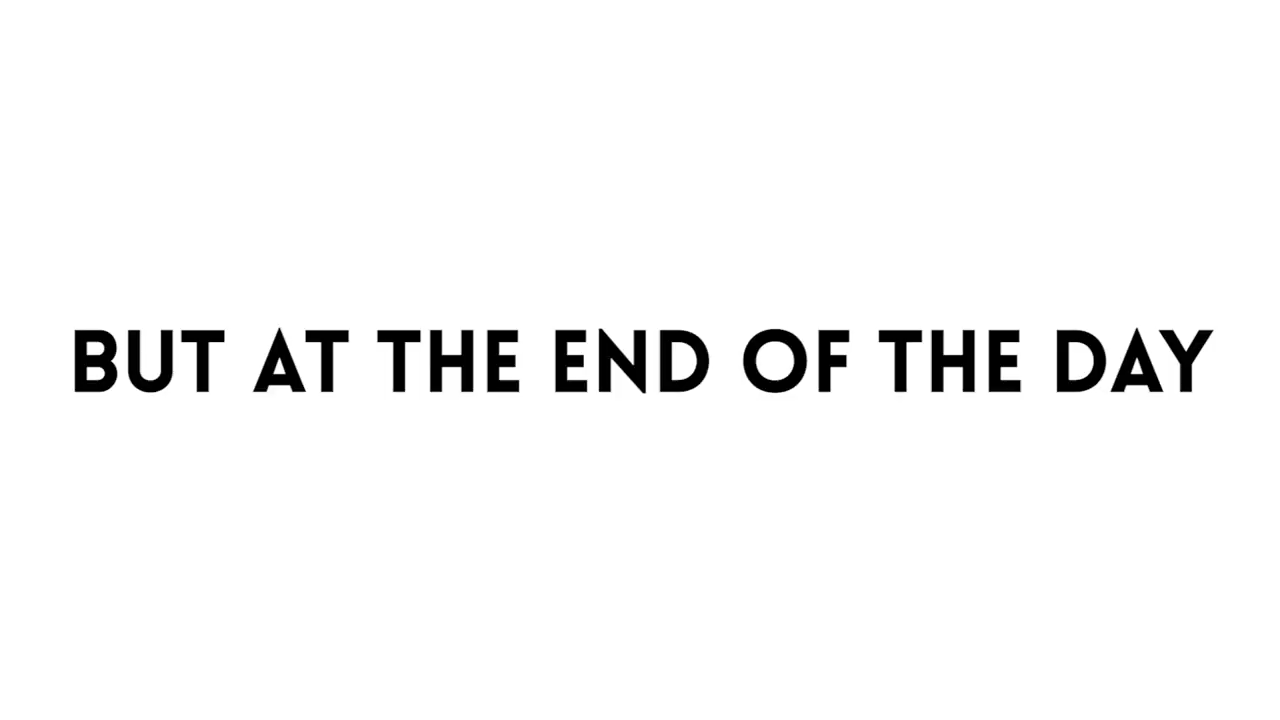 BUT AT THE END OF THE DAY